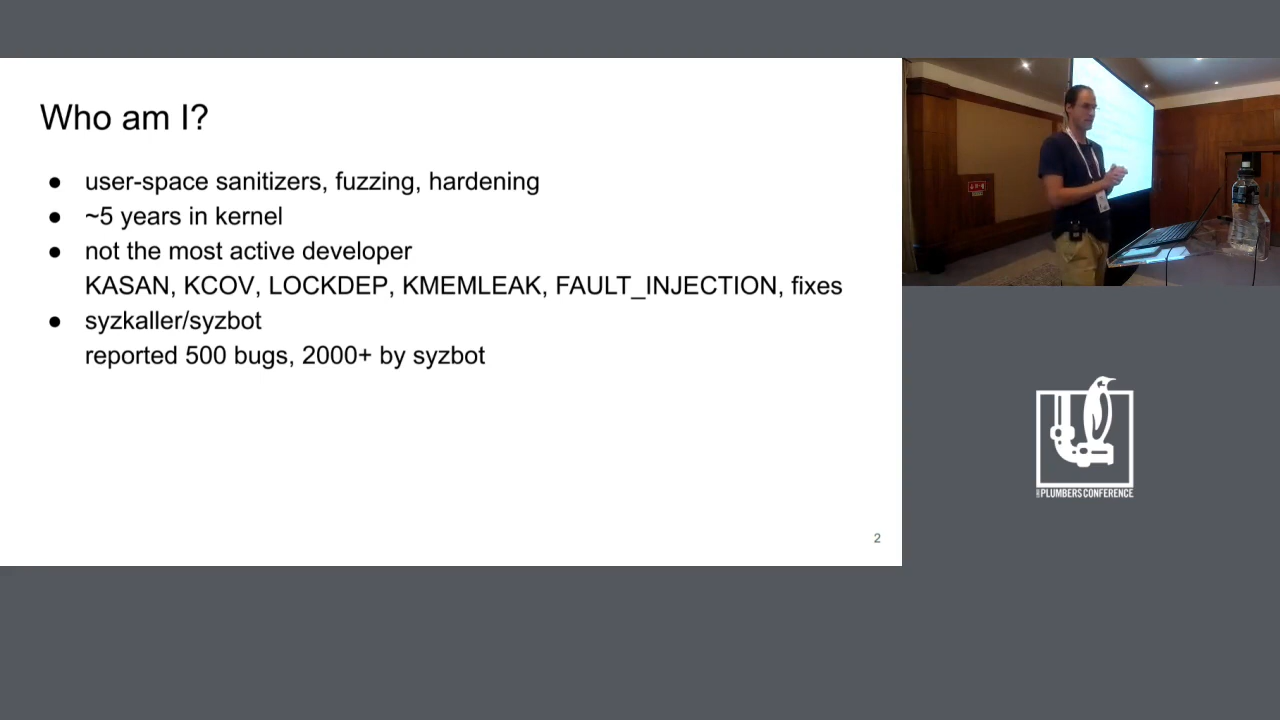 Who am I?
● user-space sanitizers, fuzzing, hardening
● ~5 years in kernel
● not the most active developer
KASAN, KCOV, LOCKDEP, KMEMLEAK, FAULT_INJECTION, fixes
● syzkaller/syzbot
reported 500 bugs, 2000+ by syzbot
2
PLUMBERS CONFERENCE